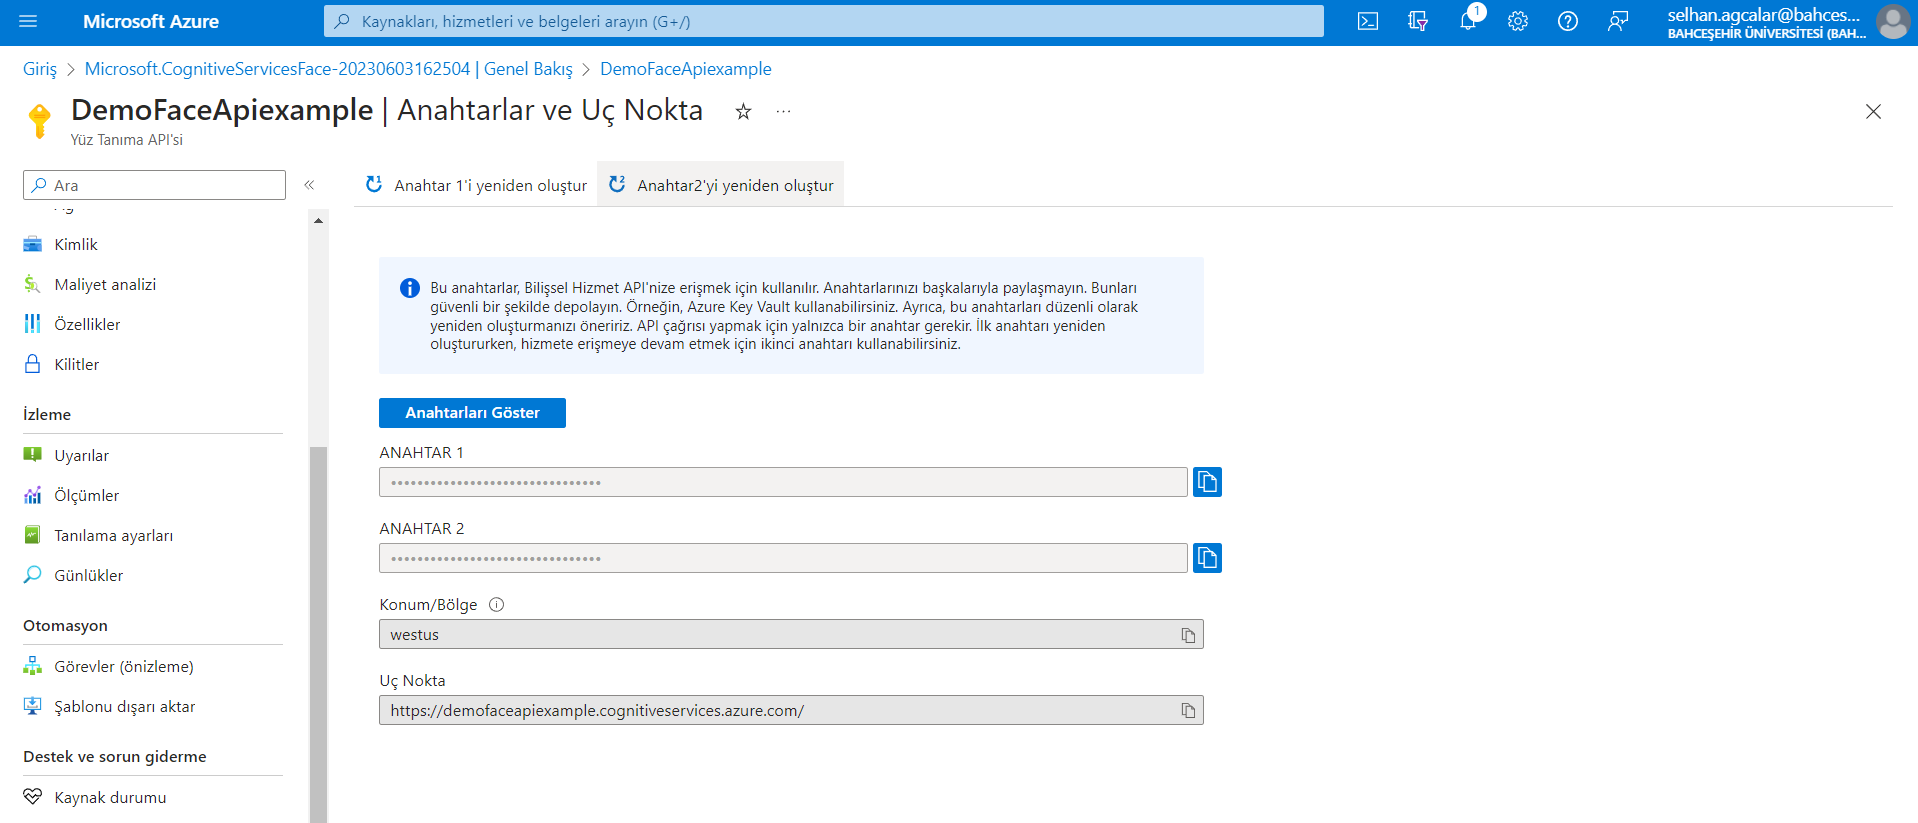 Microsoft Azure
Kaynakları, hizmetleri ve belgeleri arayın (G+/)
1
selhan.agcalar@bahces...
BAHÇEŞEHİR ÜNİVERSİTESİ (BAH...
Giriş > Microsoft.CognitiveServicesFace-20230603162504 | Genel Bakış > DemoFaceApiexample
DemoFaceApiexample | Anahtarlar ve Uç Nokta
Yüz Tanıma API'si
Ara
Kimlik
Maliyet analizi
Özellikler
Kilitler
İzleme
Uyarılar
Ölçümler
Tanılama ayarları
Günlükler
Otomasyon
Görevler (önizleme)
Şablonu dışarı aktar
Destek ve sorun giderme
Kaynak durumu
Anahtar 1'i yeniden oluştur
Anahtar2'yi yeniden oluştur
Bu anahtarlar, Bilişsel Hizmet API'nize erişmek için kullanılır. Anahtarlarınızı başkalarıyla paylaşmayın. Bunları
güvenli bir şekilde depolayın. Örneğin, Azure Key Vault kullanabilirsiniz. Ayrıca, bu anahtarları düzenli olarak
yeniden oluşturmanızı öneririz. API çağrısı yapmak için yalnızca bir anahtar gerekir. İlk anahtarı yeniden
oluştururken, hizmete erişmeye devam etmek için ikinci anahtarı kullanabilirsiniz.
Anahtarları Göster
ANAHTAR 1
ANAHTAR 2
Konum/Bölge
westus
Uç Nokta
https://demofaceapiexample.cognitiveservices.azure.com/